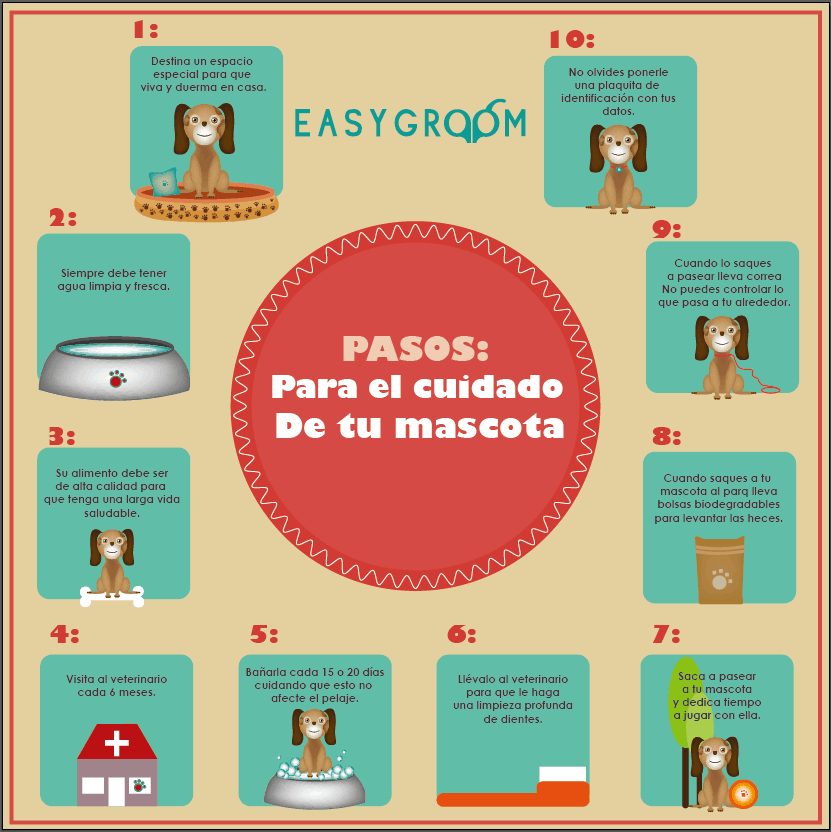 EASYGROOM
PASOS:
Para el cuidado
De tu mascota
1:
Destina un espacio
especial para que
viva y duerma en casa.
2:
Siempre debe tener
agua limpia y fresca.
3:
Su alimento debe ser
de alta calidad para
que tenga una larga vida
saludable.
4:
Visita al veterinario
cada 6 meses.
5:
Bañarla cada 15 o 20 días
cuidando que esto no
afecte el pelaje.
6:
Llévalo al veterinario
para que le haga
una limpieza profunda
de dientes.
7:
Saca a pasear
a tu mascota
y dedica tiempo
a jugar con ella.
8:
Cuando saques a tu
mascota al parq lleva
bolsas biodegradables
para levantar las heces.
9:
Cuando lo saques
a pasear lleva correa
No puedes controlar lo
que pasa a tu alrededor.
10:
No olvides ponerle
una plaquita de
identificación con tus
datos.